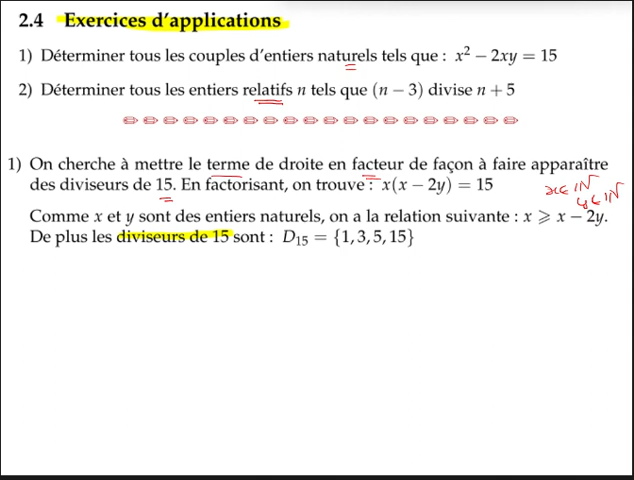 2.4 Exercices d'applications
1) Déterminer tous les couples d'entiers naturels tels que : x² − 2xy = 15
2) Déterminer tous les entiers relatifs n tels que (n − 3) divise n + 5
1) On cherche à mettre le terme de droite en facteur de façon à faire apparaître
des diviseurs de 15. En factorisant, on trouve : x(x − 2y) = 15
x ∈ ℕ
y ∈ ℕ
Comme x et y sont des entiers naturels, on a la relation suivante : x ⩾ x − 2y.
De plus les diviseurs de 15 sont : D₁₅ = {1, 3, 5, 15}